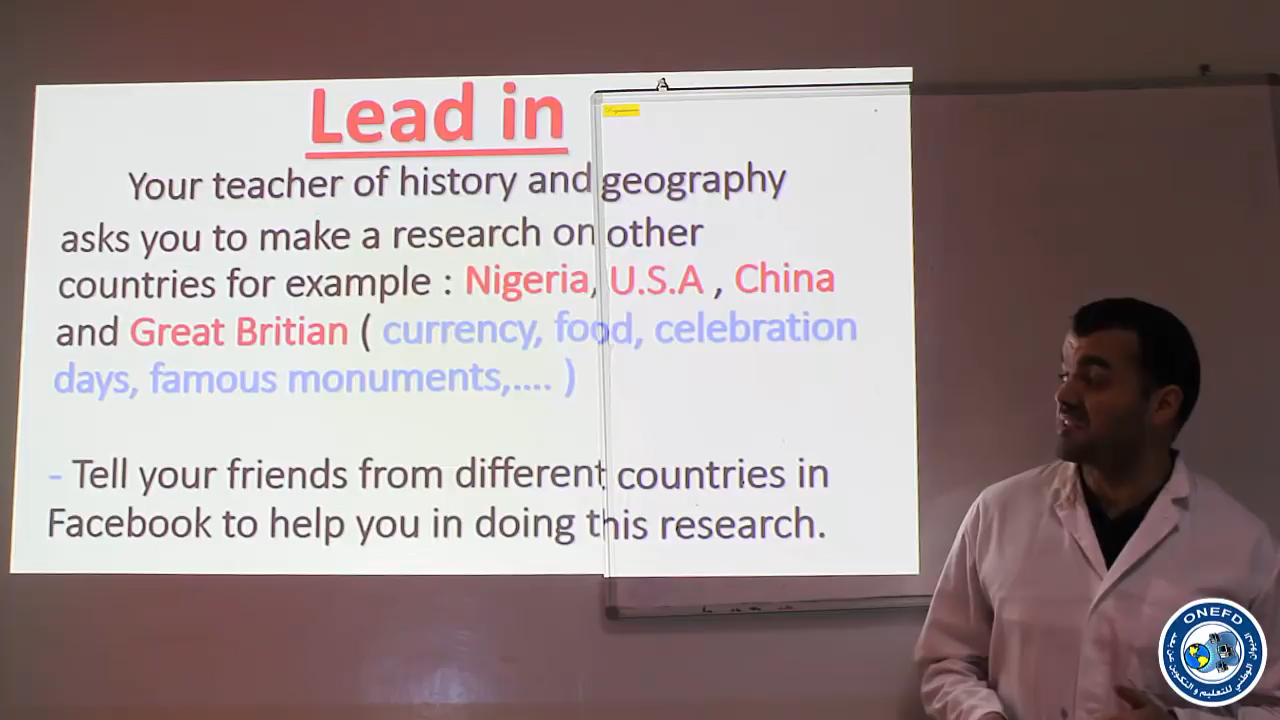 Lead in
Your teacher of history and geography
asks you to make a research on other
countries for example : Nigeria, U.S.A , China
and Great Britian ( currency, food, celebration
days, famous monuments,.... )
- Tell your friends from different countries in
Facebook to help you in doing this research.
ONEFD